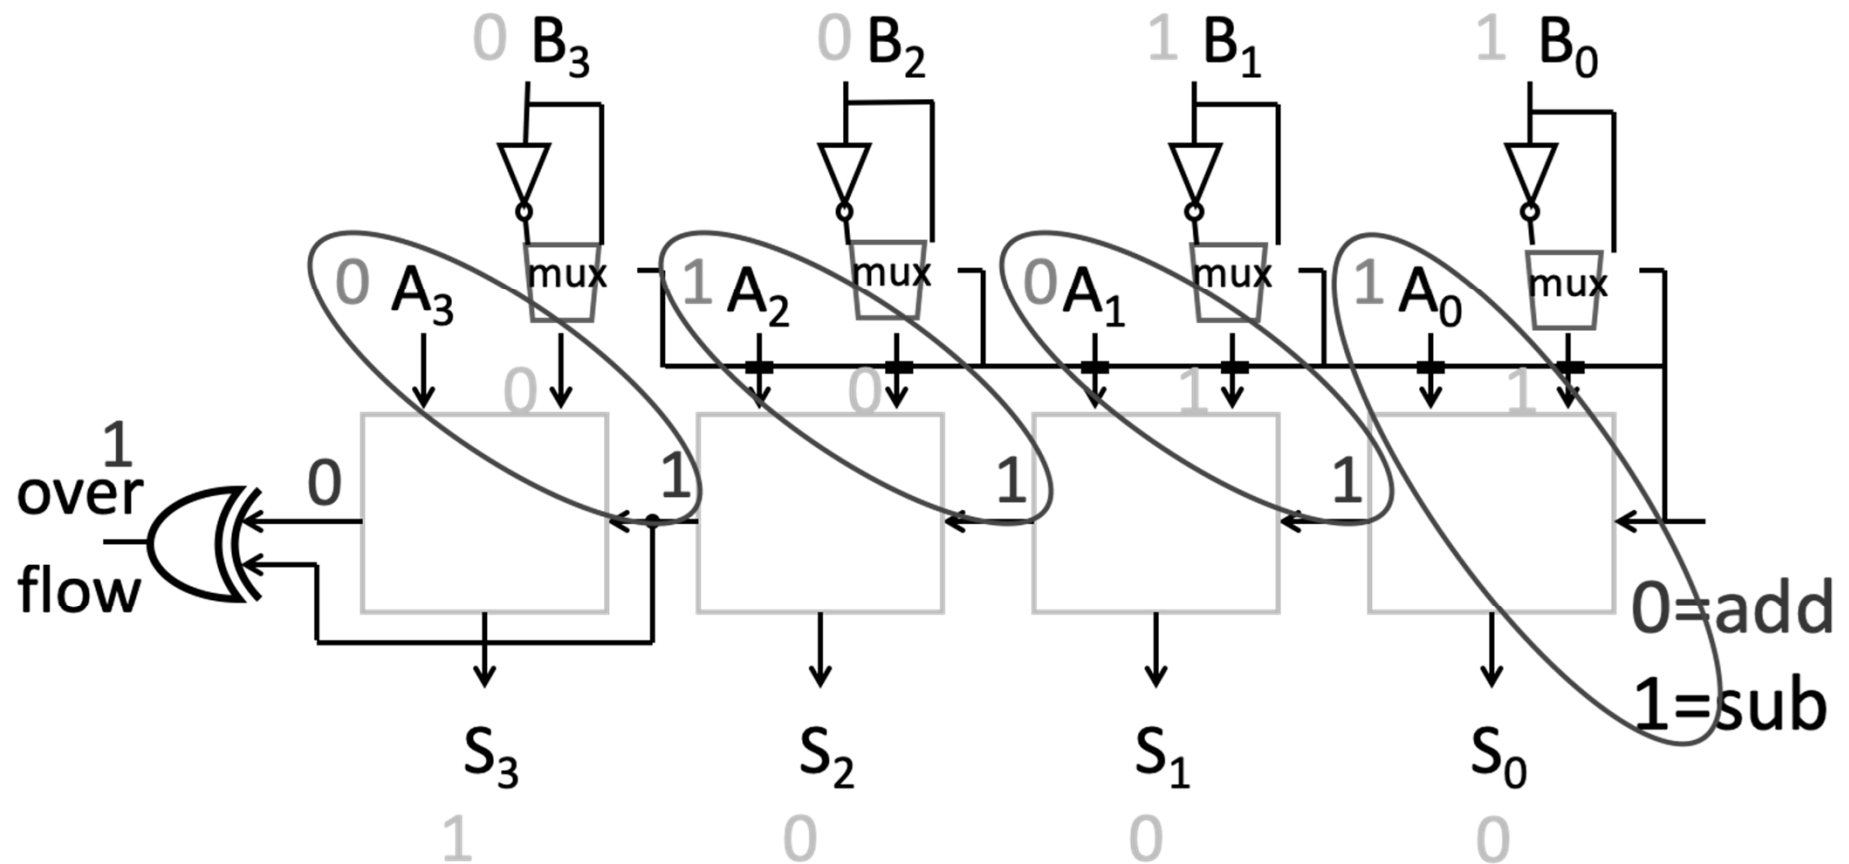 0 B3 0 B2 1 B1 1 B0
0 A3 mux 1 A2 mux 0 A1 mux 1 A0 mux
0 0 1 1
1
over 0 1 1 1
flow
0=add
1=sub
S3 S2 S1 S0
1 0 0 0